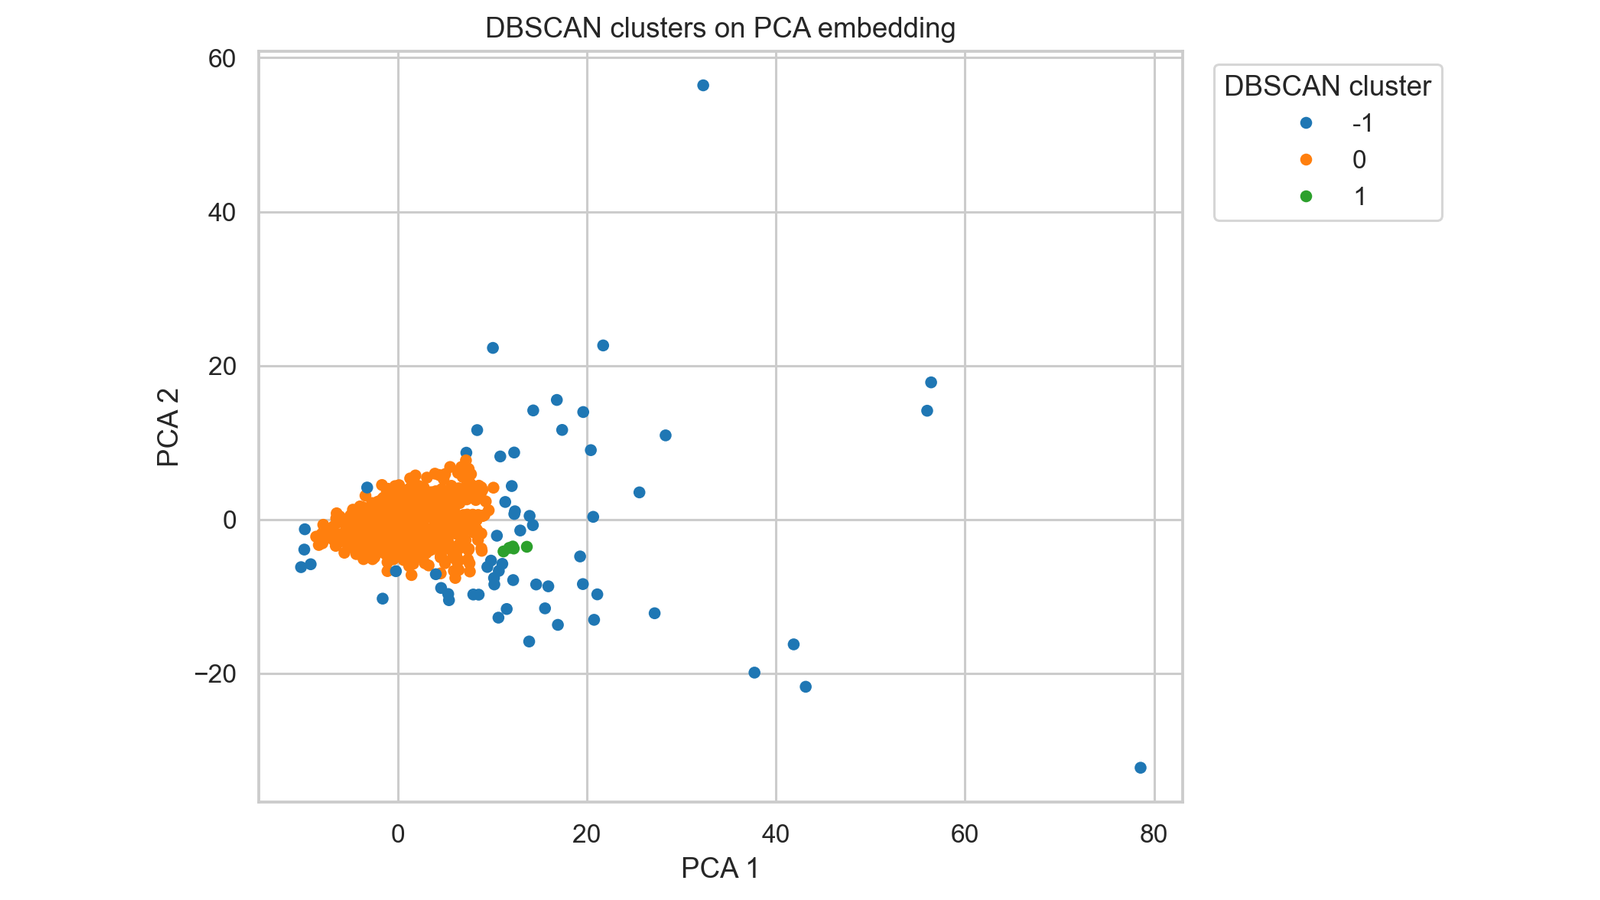 DBSCAN clusters on PCA embedding
60
40
20
0
−20
PCA 2
0 20 40 60 80
PCA 1
DBSCAN cluster
-1
0
1